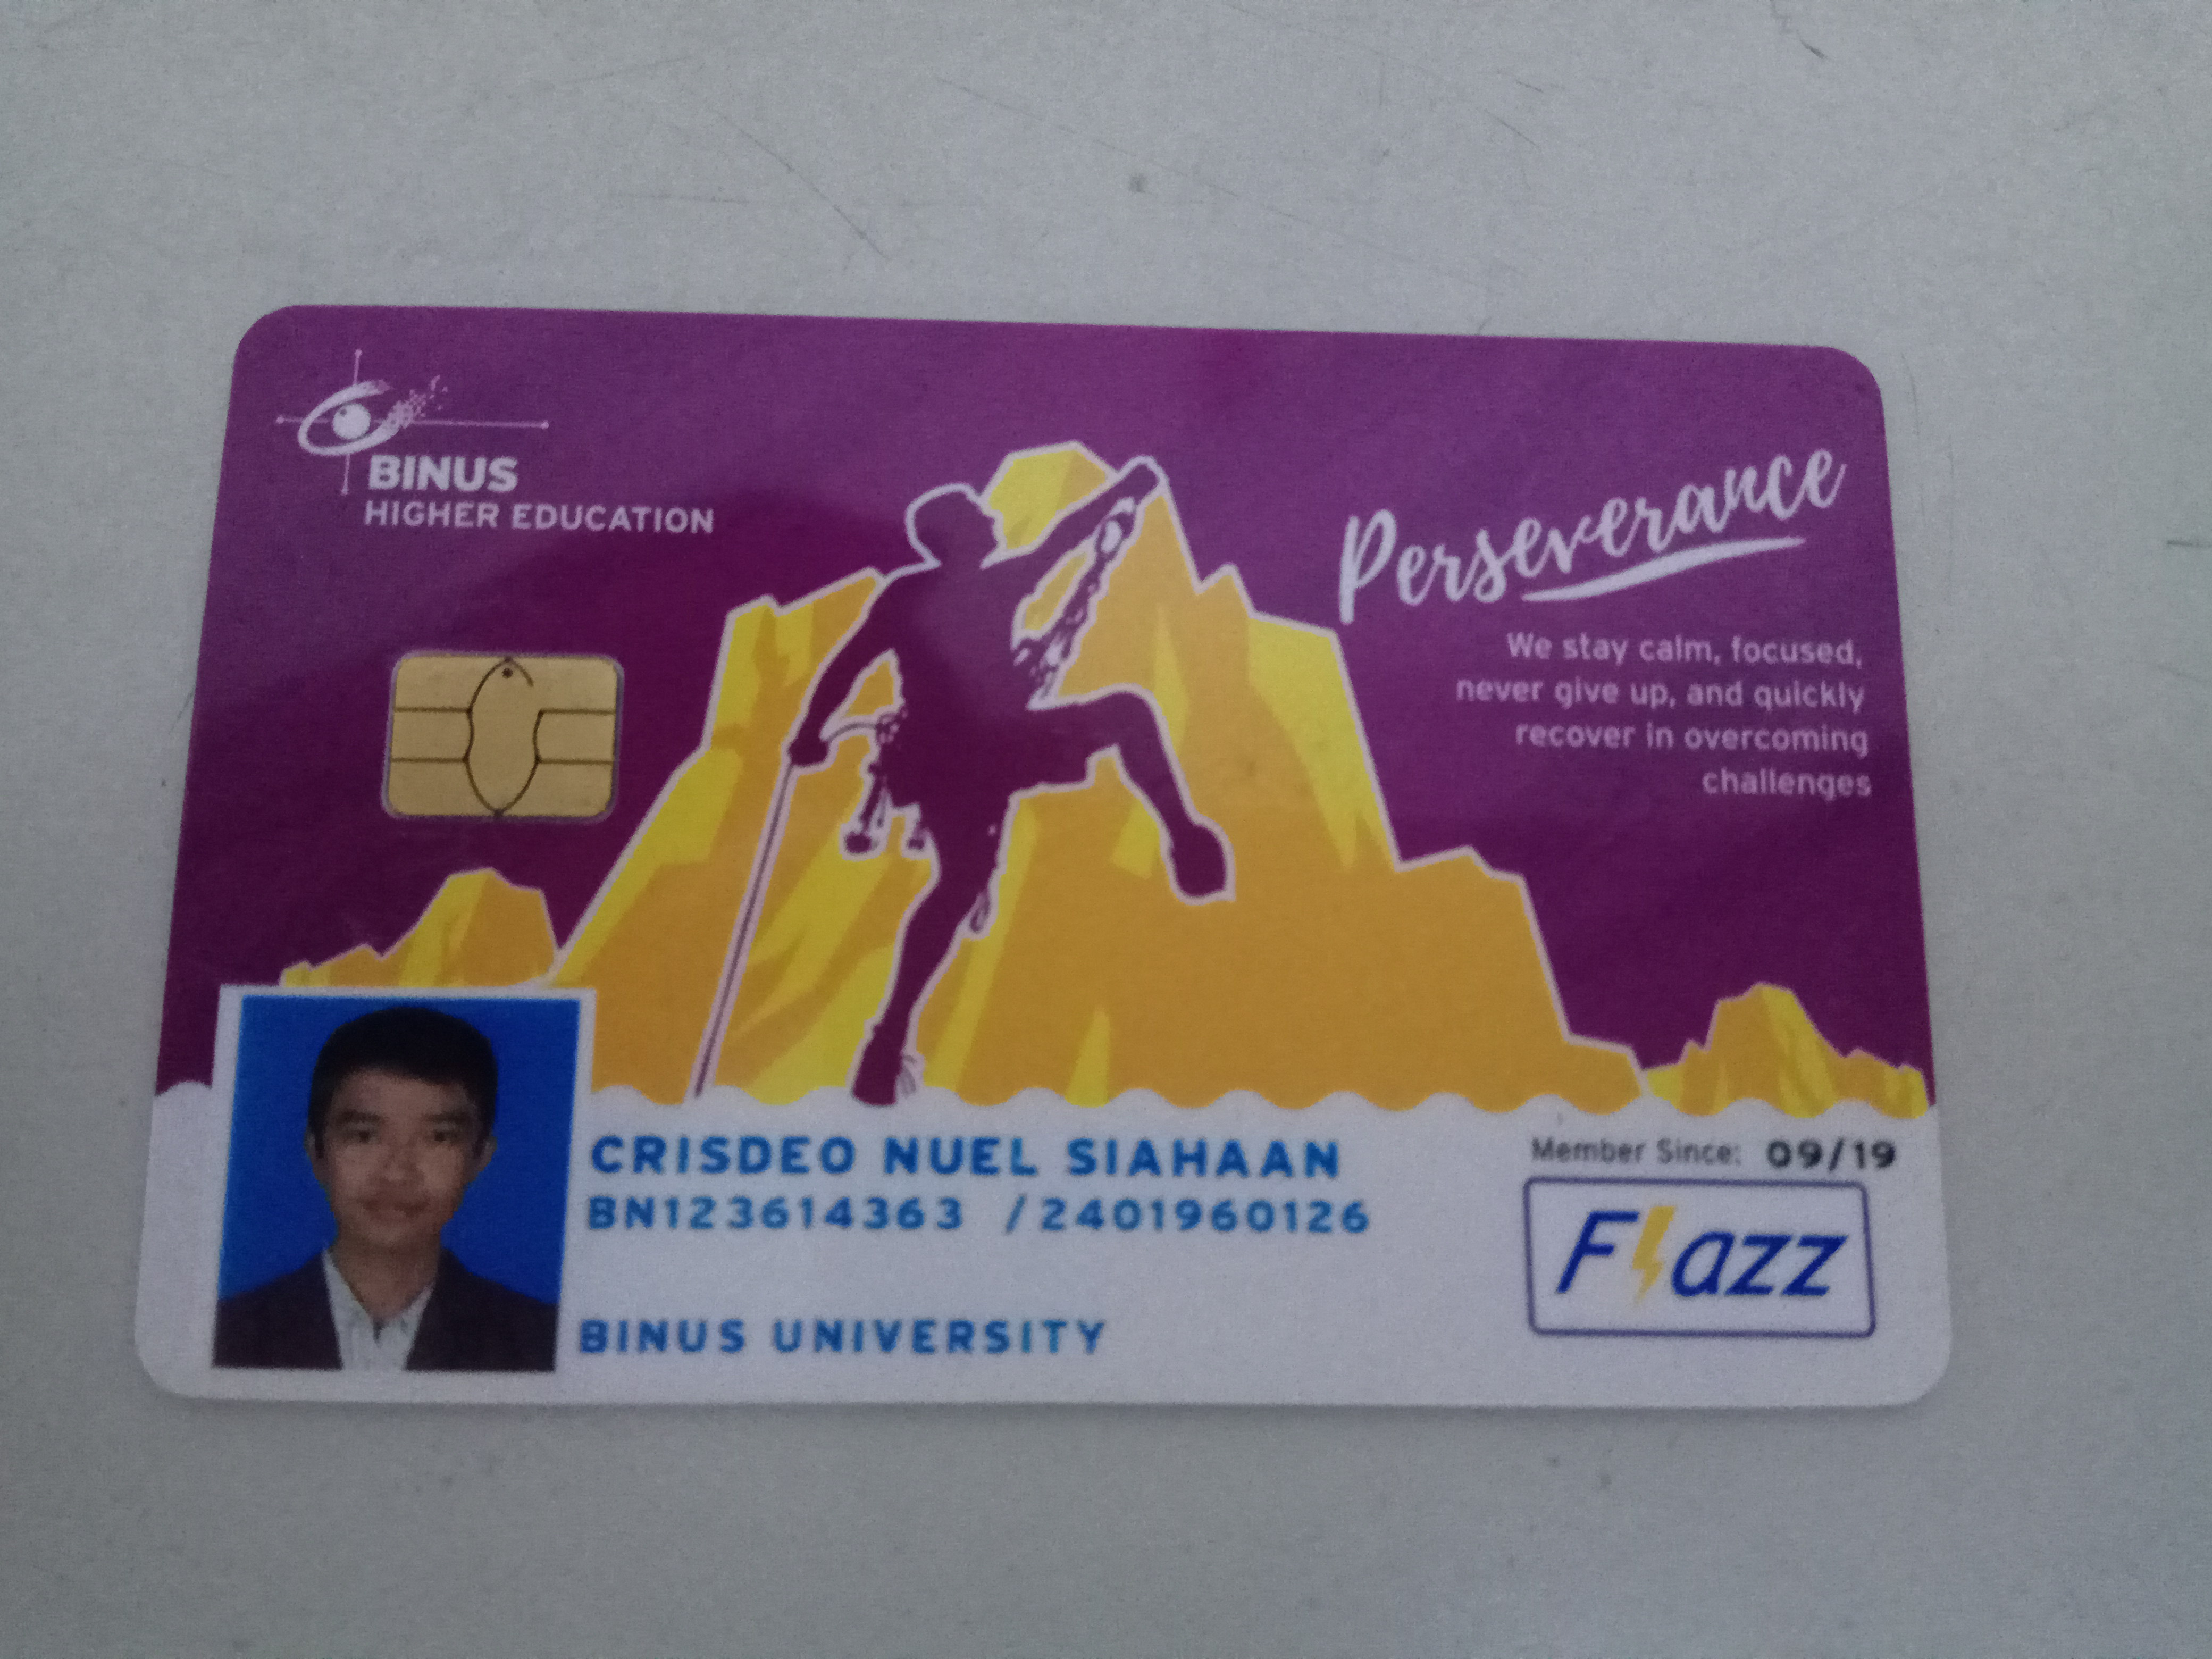 BINUS
HIGHER EDUCATION
Perseverance
We stay calm, focused,
never give up, and quickly
recover in overcoming
challenges
CRISDEO NUEL SIAHAAN
BN123614363 /2401960126
BINUS UNIVERSITY
Member Since: 09/19
Flazz